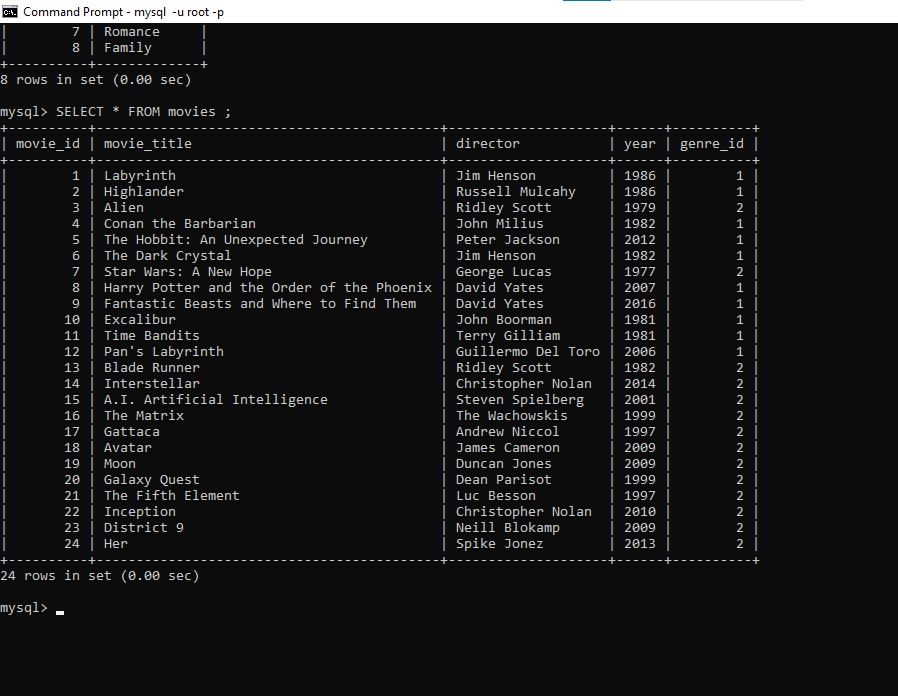 Command Prompt - mysql -u root -p
|        7 | Romance     |
|        8 | Family      |
+----------+-------------+
8 rows in set (0.00 sec)
mysql> SELECT * FROM movies ;
+----------+-------------------------------------------+--------------------+------+----------+
| movie_id | movie_title                               | director           | year | genre_id |
+----------+-------------------------------------------+--------------------+------+----------+
|        1 | Labyrinth                                 | Jim Henson         | 1986 |        1 |
|        2 | Highlander                                | Russell Mulcahy    | 1986 |        1 |
|        3 | Alien                                     | Ridley Scott       | 1979 |        2 |
|        4 | Conan the Barbarian                       | John Milius        | 1982 |        1 |
|        5 | The Hobbit: An Unexpected Journey         | Peter Jackson      | 2012 |        1 |
|        6 | The Dark Crystal                          | Jim Henson         | 1982 |        1 |
|        7 | Star Wars: A New Hope                     | George Lucas       | 1977 |        2 |
|        8 | Harry Potter and the Order of the Phoenix | David Yates        | 2007 |        1 |
|        9 | Fantastic Beasts and Where to Find Them   | David Yates        | 2016 |        1 |
|       10 | Excalibur                                 | John Boorman       | 1981 |        1 |
|       11 | Time Bandits                              | Terry Gilliam      | 1981 |        1 |
|       12 | Pan's Labyrinth                           | Guillermo Del Toro | 2006 |        1 |
|       13 | Blade Runner                              | Ridley Scott       | 1982 |        2 |
|       14 | Interstellar                              | Christopher Nolan  | 2014 |        2 |
|       15 | A.I. Artificial Intelligence              | Steven Spielberg   | 2001 |        2 |
|       16 | The Matrix                                | The Wachowskis     | 1999 |        2 |
|       17 | Gattaca                                   | Andrew Niccol      | 1997 |        2 |
|       18 | Avatar                                    | James Cameron      | 2009 |        2 |
|       19 | Moon                                      | Duncan Jones       | 2009 |        2 |
|       20 | Galaxy Quest                              | Dean Parisot       | 1999 |        2 |
|       21 | The Fifth Element                         | Luc Besson         | 1997 |        2 |
|       22 | Inception                                 | Christopher Nolan  | 2010 |        2 |
|       23 | District 9                                | Neill Blokamp      | 2009 |        2 |
|       24 | Her                                       | Spike Jonez        | 2013 |        2 |
+----------+-------------------------------------------+--------------------+------+----------+
24 rows in set (0.00 sec)
mysql>